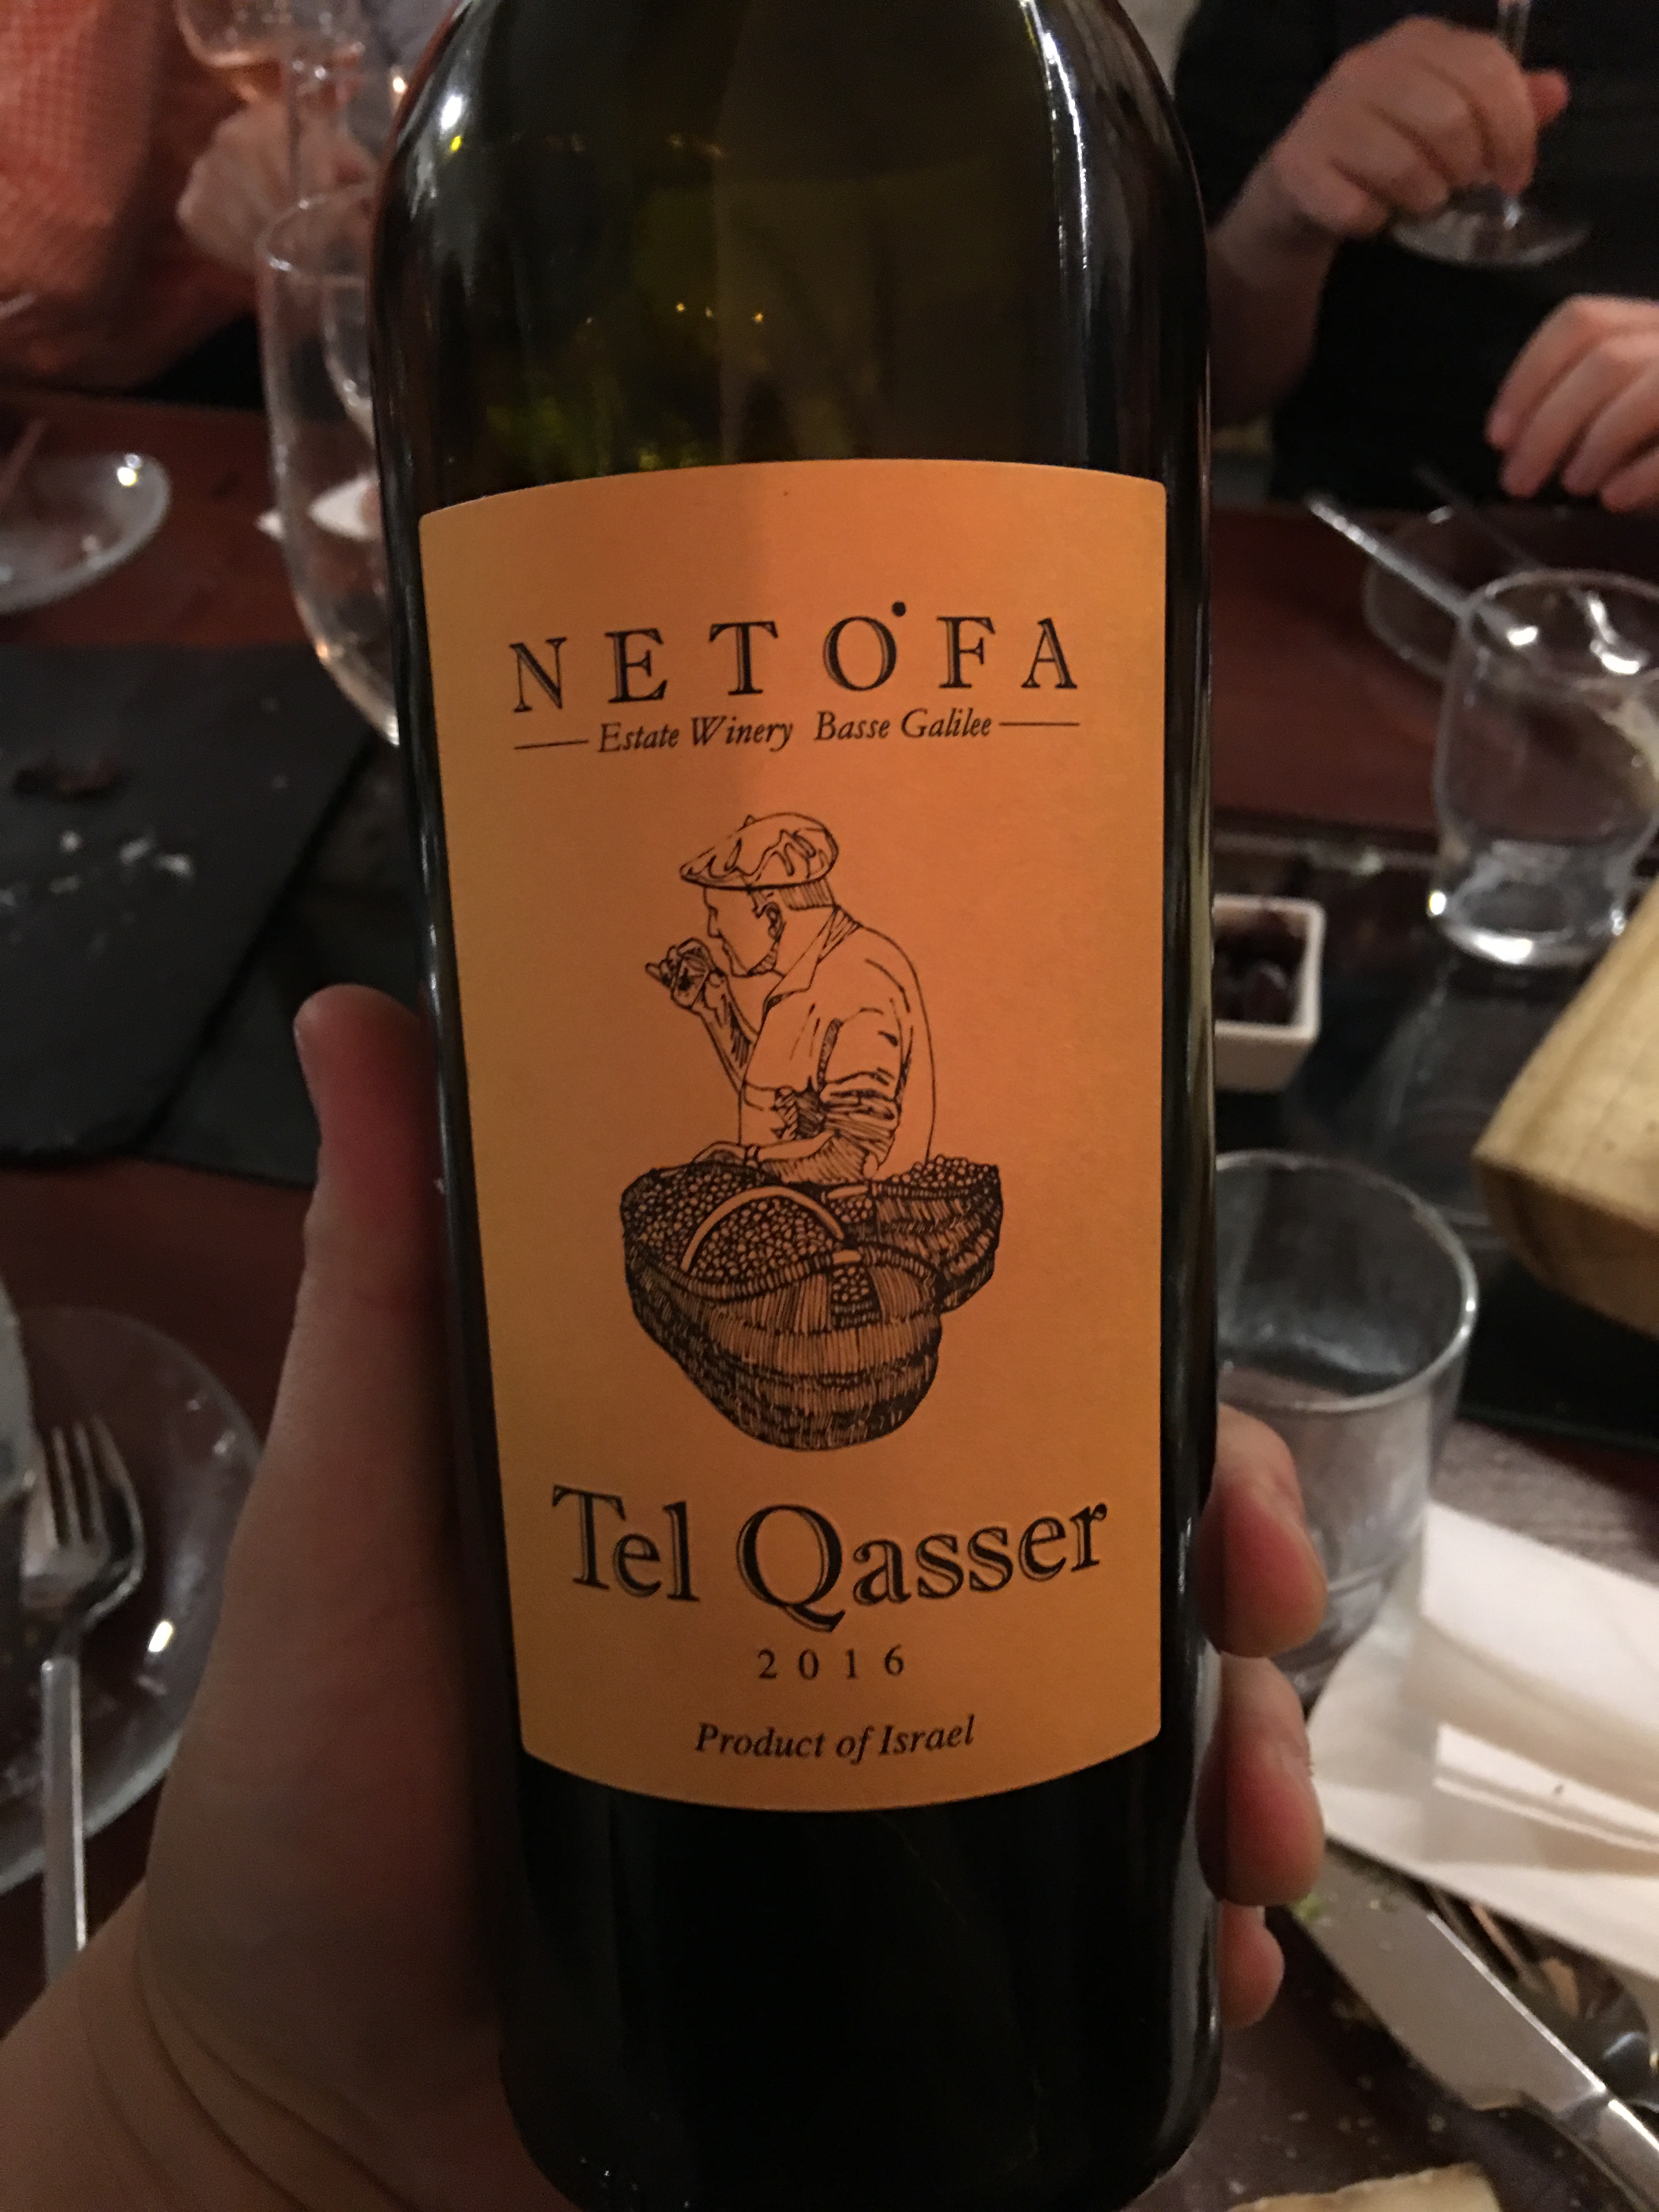 NETOFA
Estate Winery Basse Galilee
Tel Qasser
2016
Product of Israel